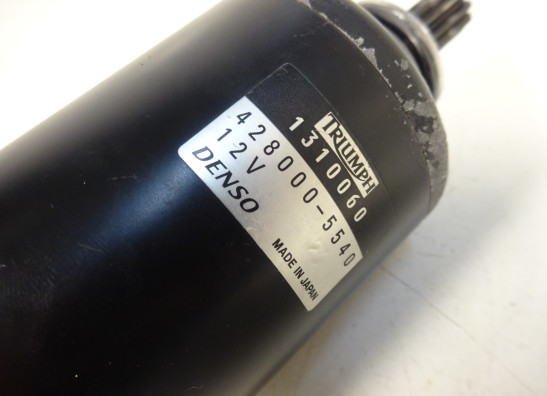 TRIUMPH
1310060
428000-5540
12V
DENSO
MADE IN JAPAN